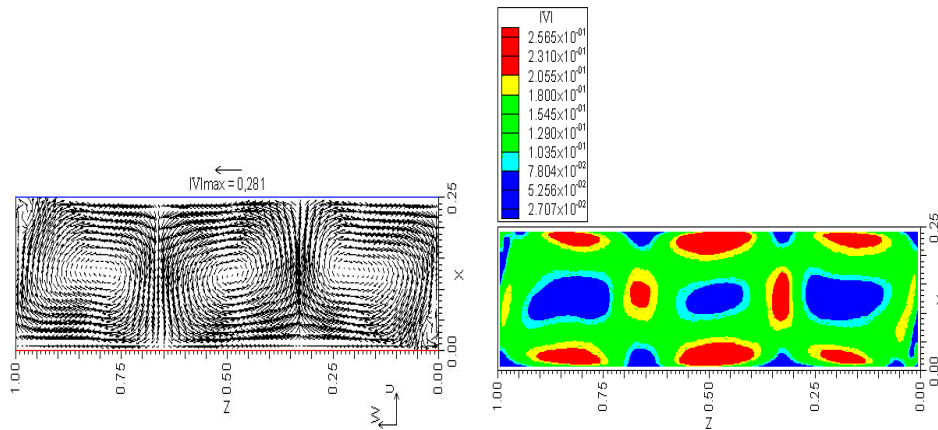 |V|max = 0,281
0.25
X
0.00
1.00
0.75
0.50
0.25
0.00
Z
W
U
|V|
2.565x10-01
2.310x10-01
2.055x10-01
1.800x10-01
1.545x10-01
1.290x10-01
1.035x10-01
7.804x10-02
5.256x10-02
2.707x10-02
0.25
0.00
1.00
0.75
0.50
0.25
0.00
Z